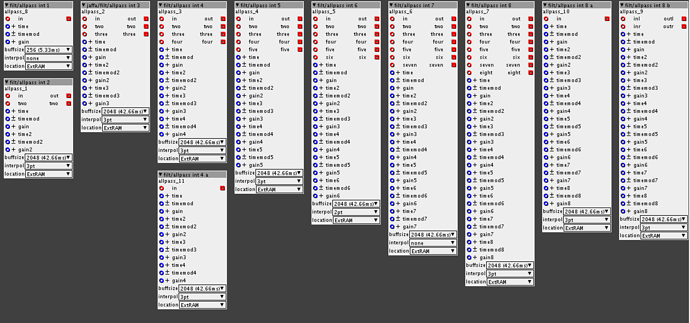 filt/allpass int 1
allpass_8
in out
time
timemod
gain
buffsize 256 (5.33ms)
interpol none
location ExtRAM
filt/allpass int 2
allpass_1
in out
two two
time
timemod
gain
time2
timemod2
gain2
buffsize 2048 (42.66ms)
interpol 3pt
location ExtRAM
/jaffa/filt/allpass int 3
allpass_2
in out
two two
three three
time
timemod
gain
time2
timemod2
gain2
time3
timemod3
gain3
buffsize 2048 (42.66ms)
interpol 3pt
location ExtRAM
filt/allpass int 4
allpass_3
in out
two two
three three
four four
time
timemod
gain
time2
timemod2
gain2
time3
timemod3
gain3
time4
timemod4
gain4
buffsize 2048 (42.66ms)
interpol 3pt
location ExtRAM
filt/allpass int 4 a
allpass_11
in
time
timemod
gain
time2
timemod2
gain2
time3
timemod3
gain3
time4
timemod4
gain4
buffsize 2048 (42.66ms)
interpol 3pt
location ExtRAM
filt/allpass int 5
allpass_4
in out
two two
three three
four four
five five
time
timemod
gain
time2
timemod2
gain2
time3
timemod3
gain3
time4
timemod4
gain4
time5
timemod5
gain5
buffsize 2048 (42.66ms)
interpol 3pt
location ExtRAM
filt/allpass int 6
allpass_5
in out
two two
three three
four four
five five
six six
time
timemod
gain
time2
timemod2
gain2
time3
timemod3
gain3
time4
timemod4
gain4
time5
timemod5
gain5
time6
timemod6
gain6
buffsize 2048 (42.66ms)
interpol 2pt
location ExtRAM
filt/allpass int 7
allpass_6
in out
two two
three three
four four
five five
six six
seven seven
time
timemod
gain
time2
timemod2
gain2
time3
timemod3
gain3
time4
timemod4
gain4
time5
timemod5
gain5
time6
timemod6
gain6
time7
timemod7
gain7
buffsize 2048 (42.66ms)
interpol none
location ExtRAM
filt/allpass int 8
allpass_7
in out
two two
three three
four four
five five
six six
seven seven
eight eight
time
timemod
gain
time2
timemod2
gain2
time3
timemod3
gain3
time4
timemod4
gain4
time5
timemod5
gain5
time6
timemod6
gain6
time7
timemod7
gain7
time8
timemod8
gain8
buffsize 2048 (42.66ms)
interpol 3pt
location ExtRAM
filt/allpass int 8 a
allpass_10
in
time
timemod
gain
time2
timemod2
gain2
time3
timemod3
gain3
time4
timemod4
gain4
time5
timemod5
gain5
time6
timemod6
gain6
time7
timemod7
gain7
time8
timemod8
gain8
buffsize 2048 (42.66ms)
interpol 3pt
location ExtRAM
filt/allpass int 8 b
allpass_9
inl outl
inr outr
time
timemod
gain
time2
timemod2
gain2
time3
timemod3
gain3
time4
timemod4
gain4
time5
timemod5
gain5
time6
timemod6
gain6
time7
timemod7
gain7
time8
timemod8
gain8
buffsize 2048 (42.66ms)
interpol 3pt
location ExtRAM